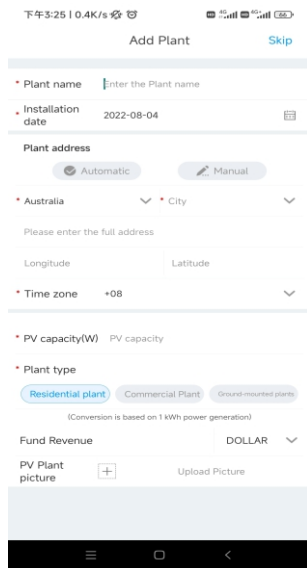 下午3:25 | 0.4K/s
4G 4G 66
Add Plant Skip
* Plant name Enter the Plant name
* Installation date 2022-08-04
Plant address
Automatic Manual
* Australia * City
Please enter the full address
Longitude Latitude
* Time zone +08
* PV capacity(W) PV capacity
* Plant type
Residential plant Commercial Plant Ground-mounted plants
(Conversion is based on 1 kWh power generation)
Fund Revenue DOLLAR
PV Plant picture + Upload Picture